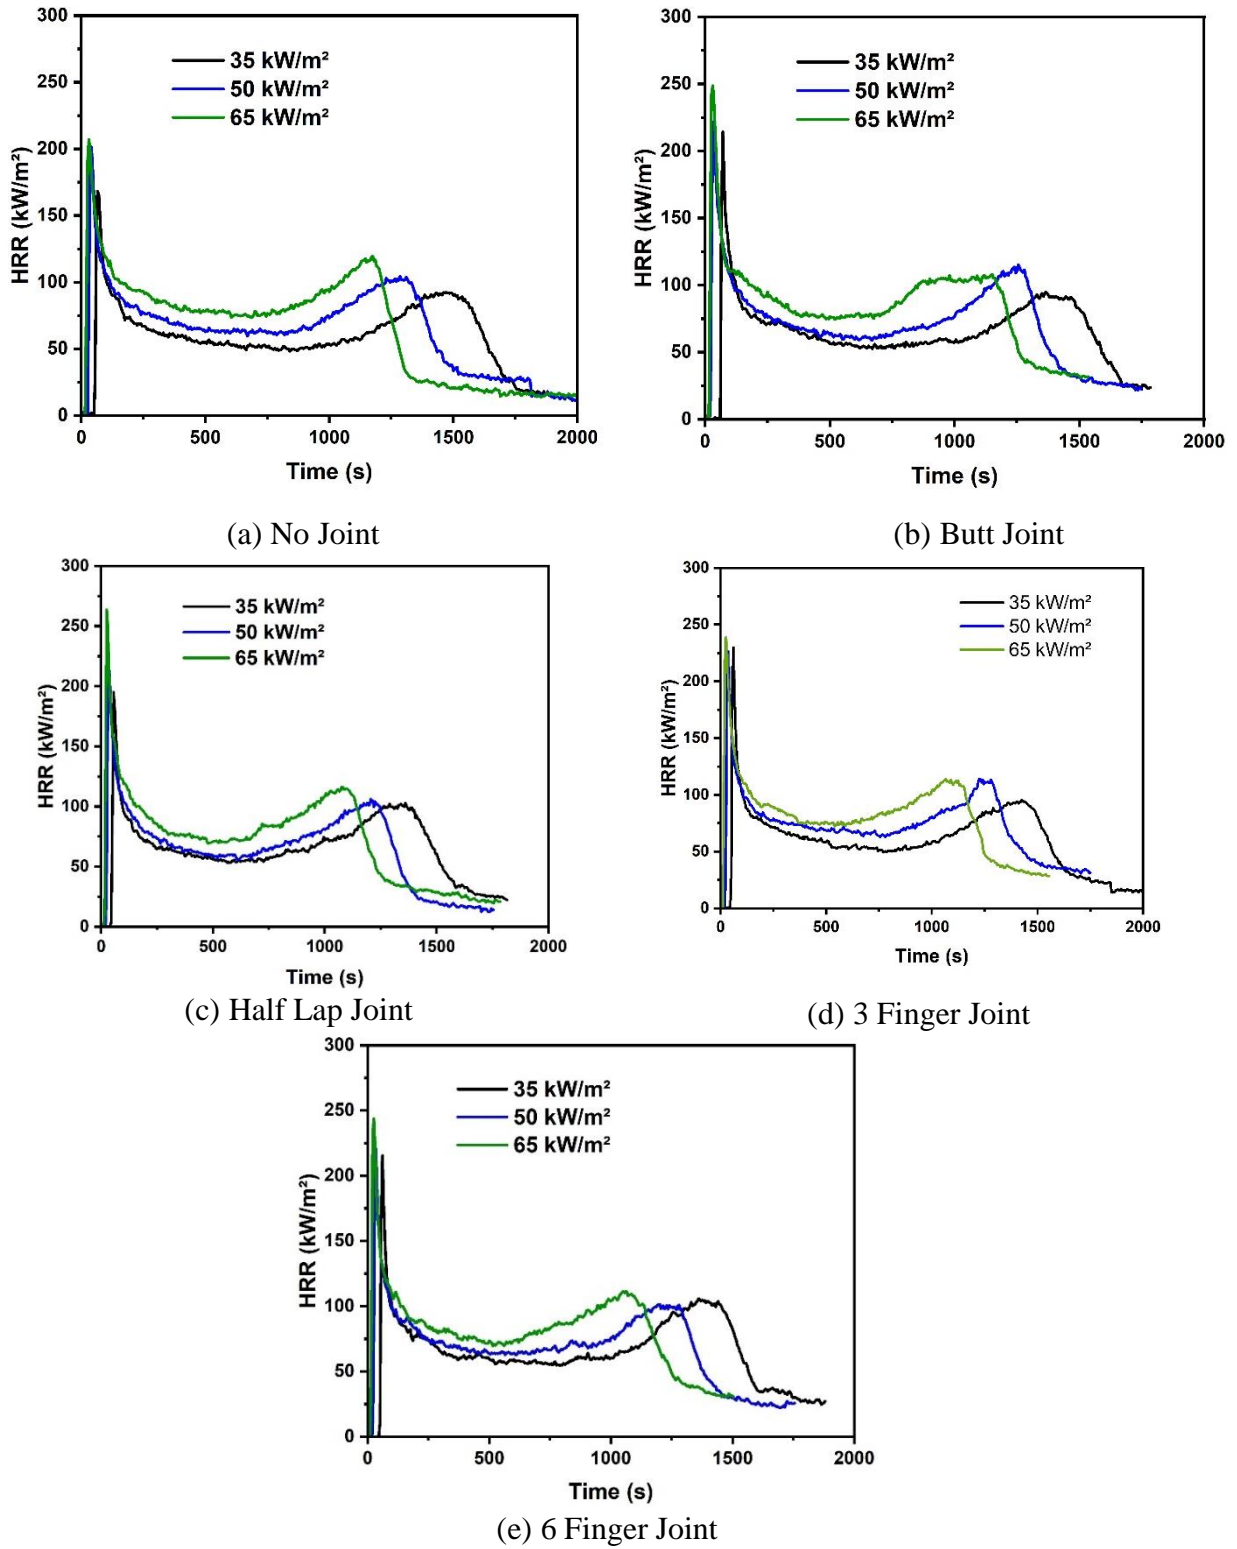 300
250
200
150
100
50
0
HRR (kW/m²)
35 kW/m²
50 kW/m²
65 kW/m²
0
500
1000
1500
2000
Time (s)
(a) No Joint
300
250
200
150
100
50
0
HRR (kW/m²)
35 kW/m²
50 kW/m²
65 kW/m²
0
500
1000
1500
2000
Time (s)
(b) Butt Joint
300
250
200
150
100
50
0
HRR (kW/m²)
35 kW/m²
50 kW/m²
65 kW/m²
0
500
1000
1500
2000
Time (s)
(c) Half Lap Joint
300
250
200
150
100
50
0
HRR (kW/m²)
35 kW/m²
50 kW/m²
65 kW/m²
0
500
1000
1500
2000
Time (s)
(d) 3 Finger Joint
300
250
200
150
100
50
0
HRR (kW/m²)
35 kW/m²
50 kW/m²
65 kW/m²
0
500
1000
1500
2000
Time (s)
(e) 6 Finger Joint